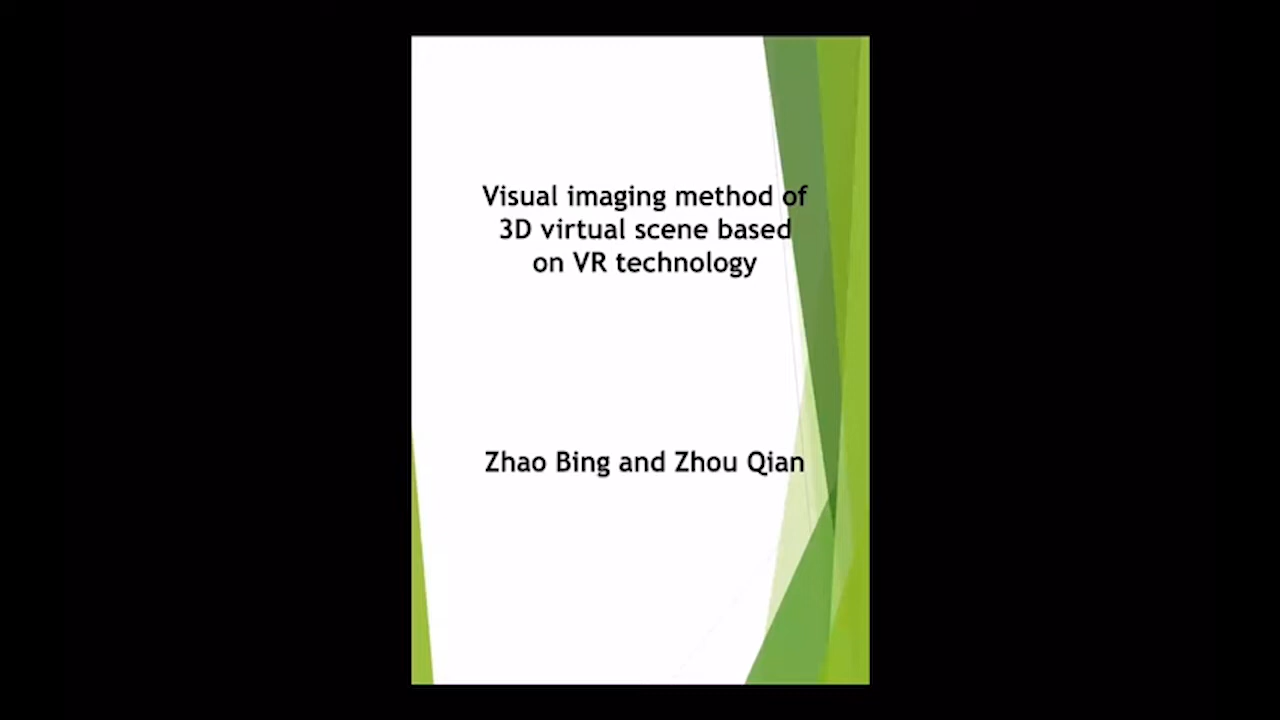 Visual imaging method of
3D virtual scene based
on VR technology
Zhao Bing and Zhou Qian